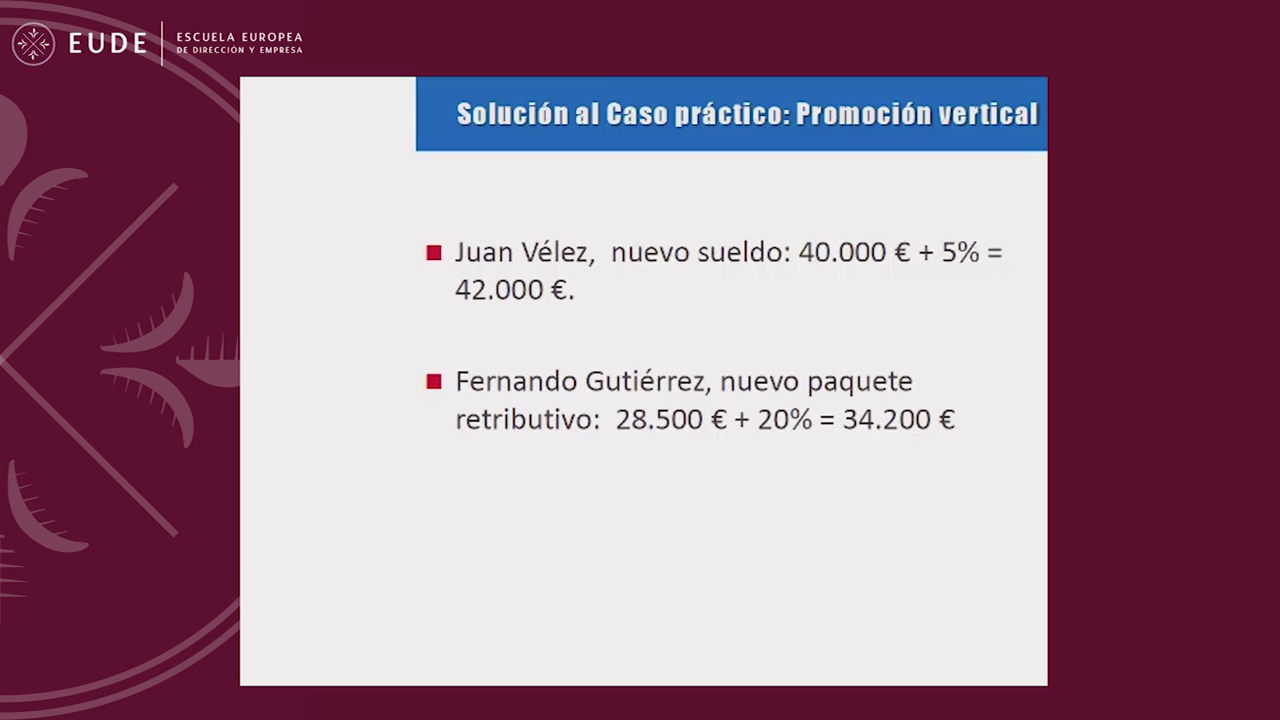 EUDE
ESCUELA EUROPEA
DE DIRECCIÓN Y EMPRESA
Solución al Caso práctico: Promoción vertical
Juan Vélez, nuevo sueldo: 40.000 € + 5% =
42.000 €.
Fernando Gutiérrez, nuevo paquete
retributivo: 28.500 € + 20% = 34.200 €